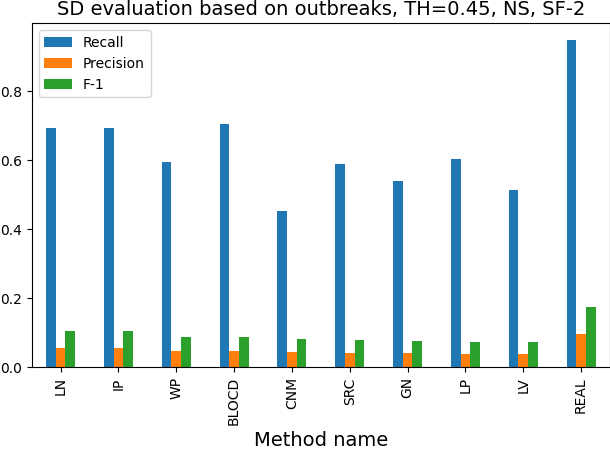 SD evaluation based on outbreaks, TH=0.45, NS, SF-2
Recall
Precision
F-1
0.8
0.6
0.4
0.2
0.0
LN
IP
WP
BLOCD
CNM
SRC
GN
LP
LV
REAL
Method name